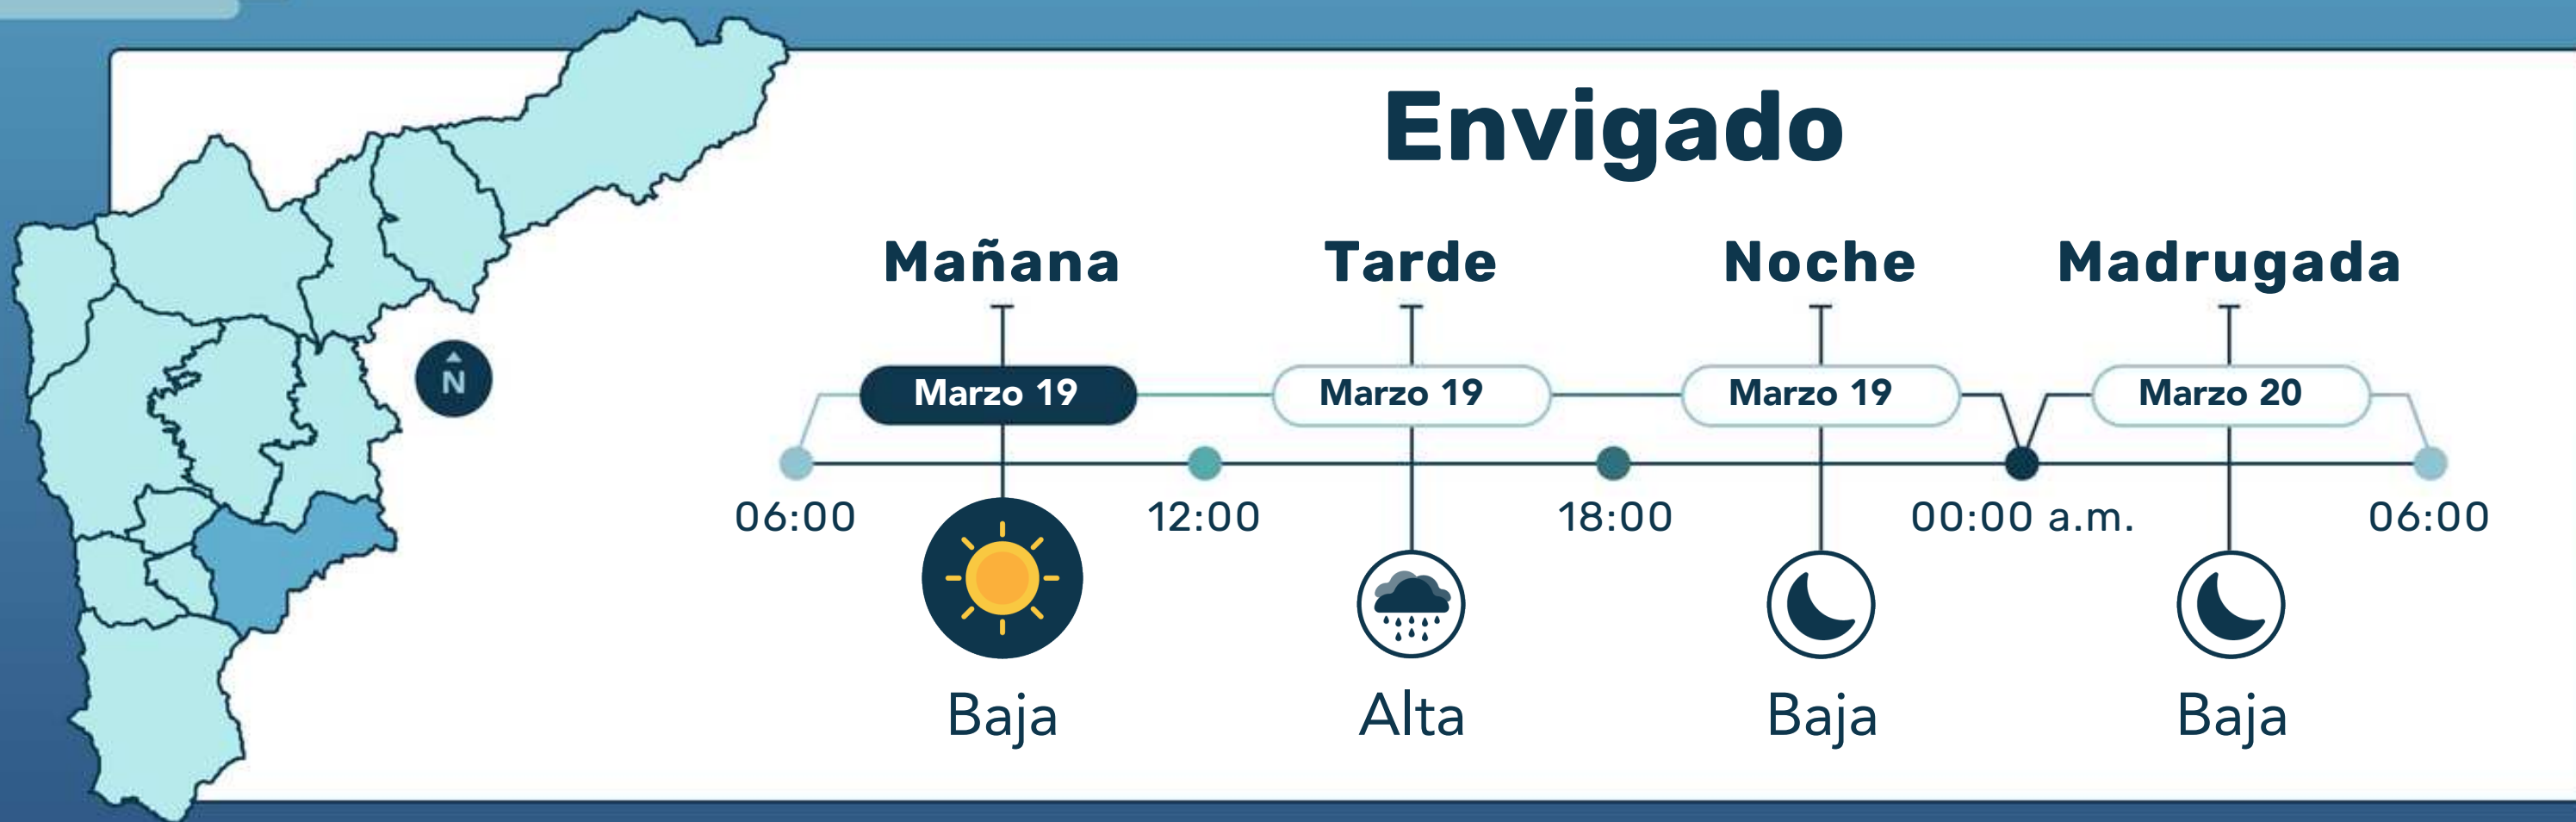 Envigado
Mañana Tarde Noche Madrugada
N
Marzo 19 Marzo 19 Marzo 19 Marzo 20
06:00 12:00 18:00 00:00 a.m. 06:00
Baja Alta Baja Baja